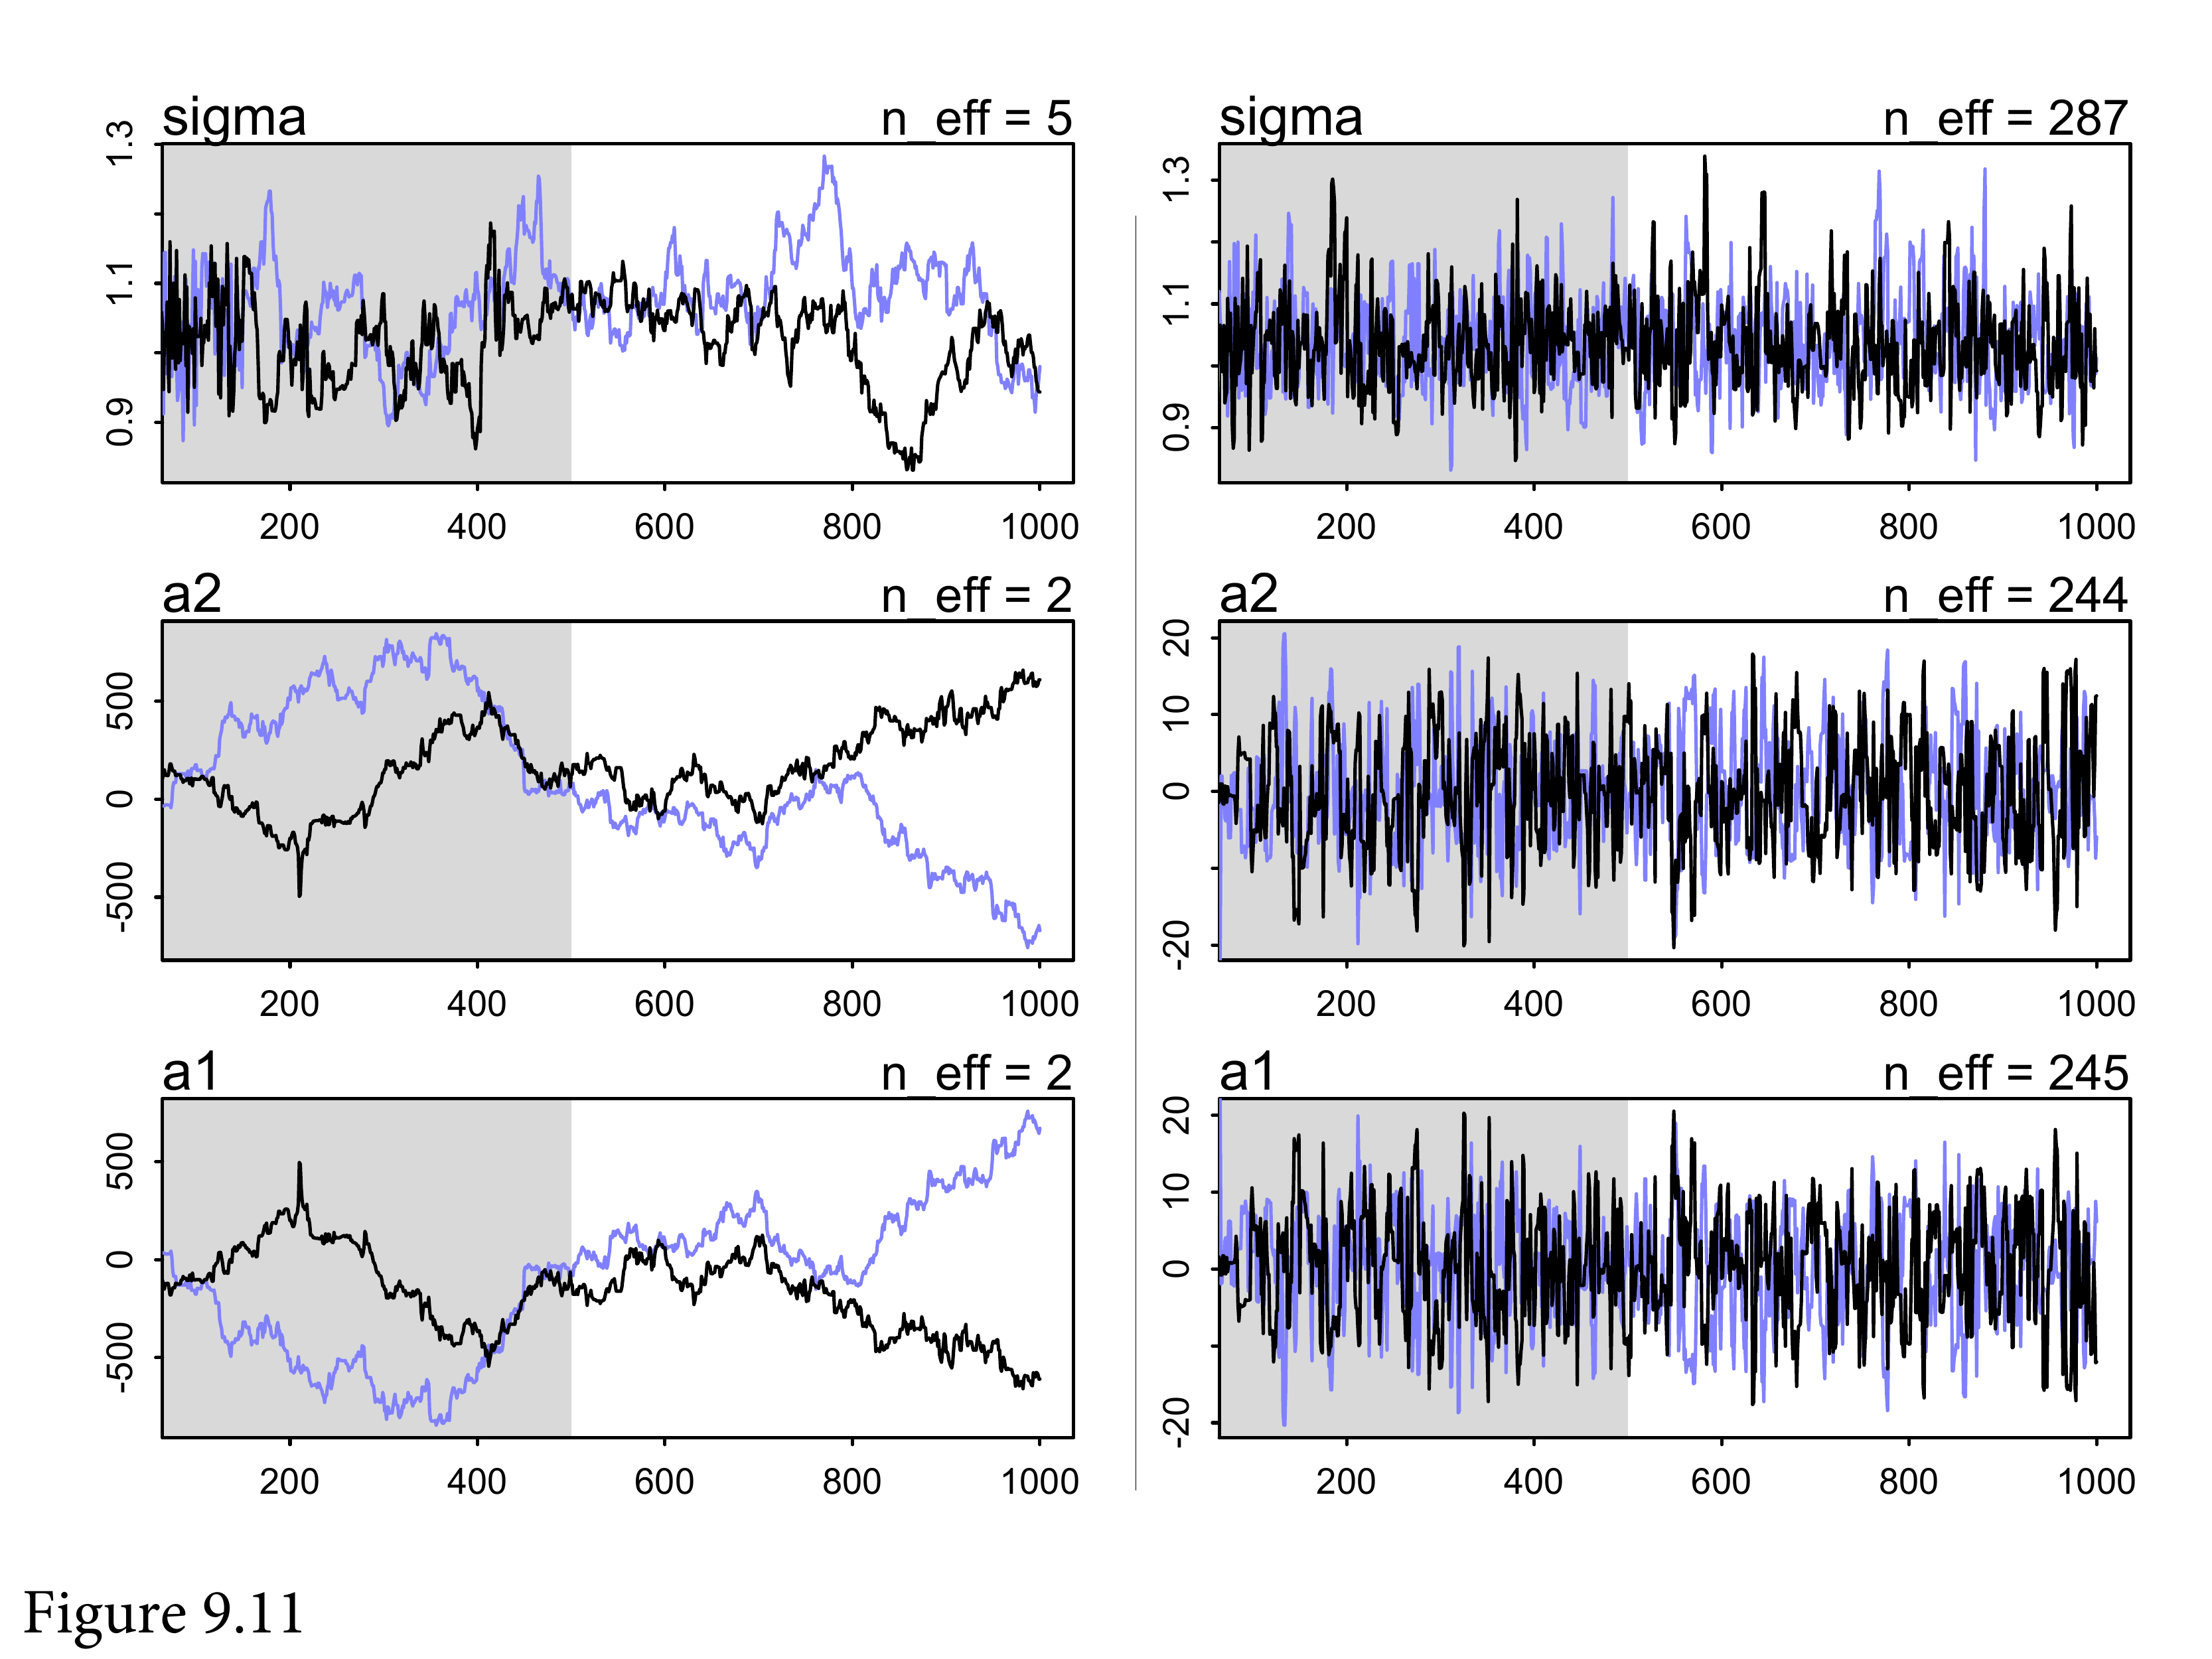 sigma n_eff = 5
1.3
1.1
0.9
200 400 600 800 1000
a2 n_eff = 2
500
0
-500
200 400 600 800 1000
a1 n_eff = 2
500
0
-500
200 400 600 800 1000
sigma n_eff = 287
1.3
1.1
0.9
200 400 600 800 1000
a2 n_eff = 244
20
10
0
-20
200 400 600 800 1000
a1 n_eff = 245
20
10
0
-20
200 400 600 800 1000
Figure 9.11